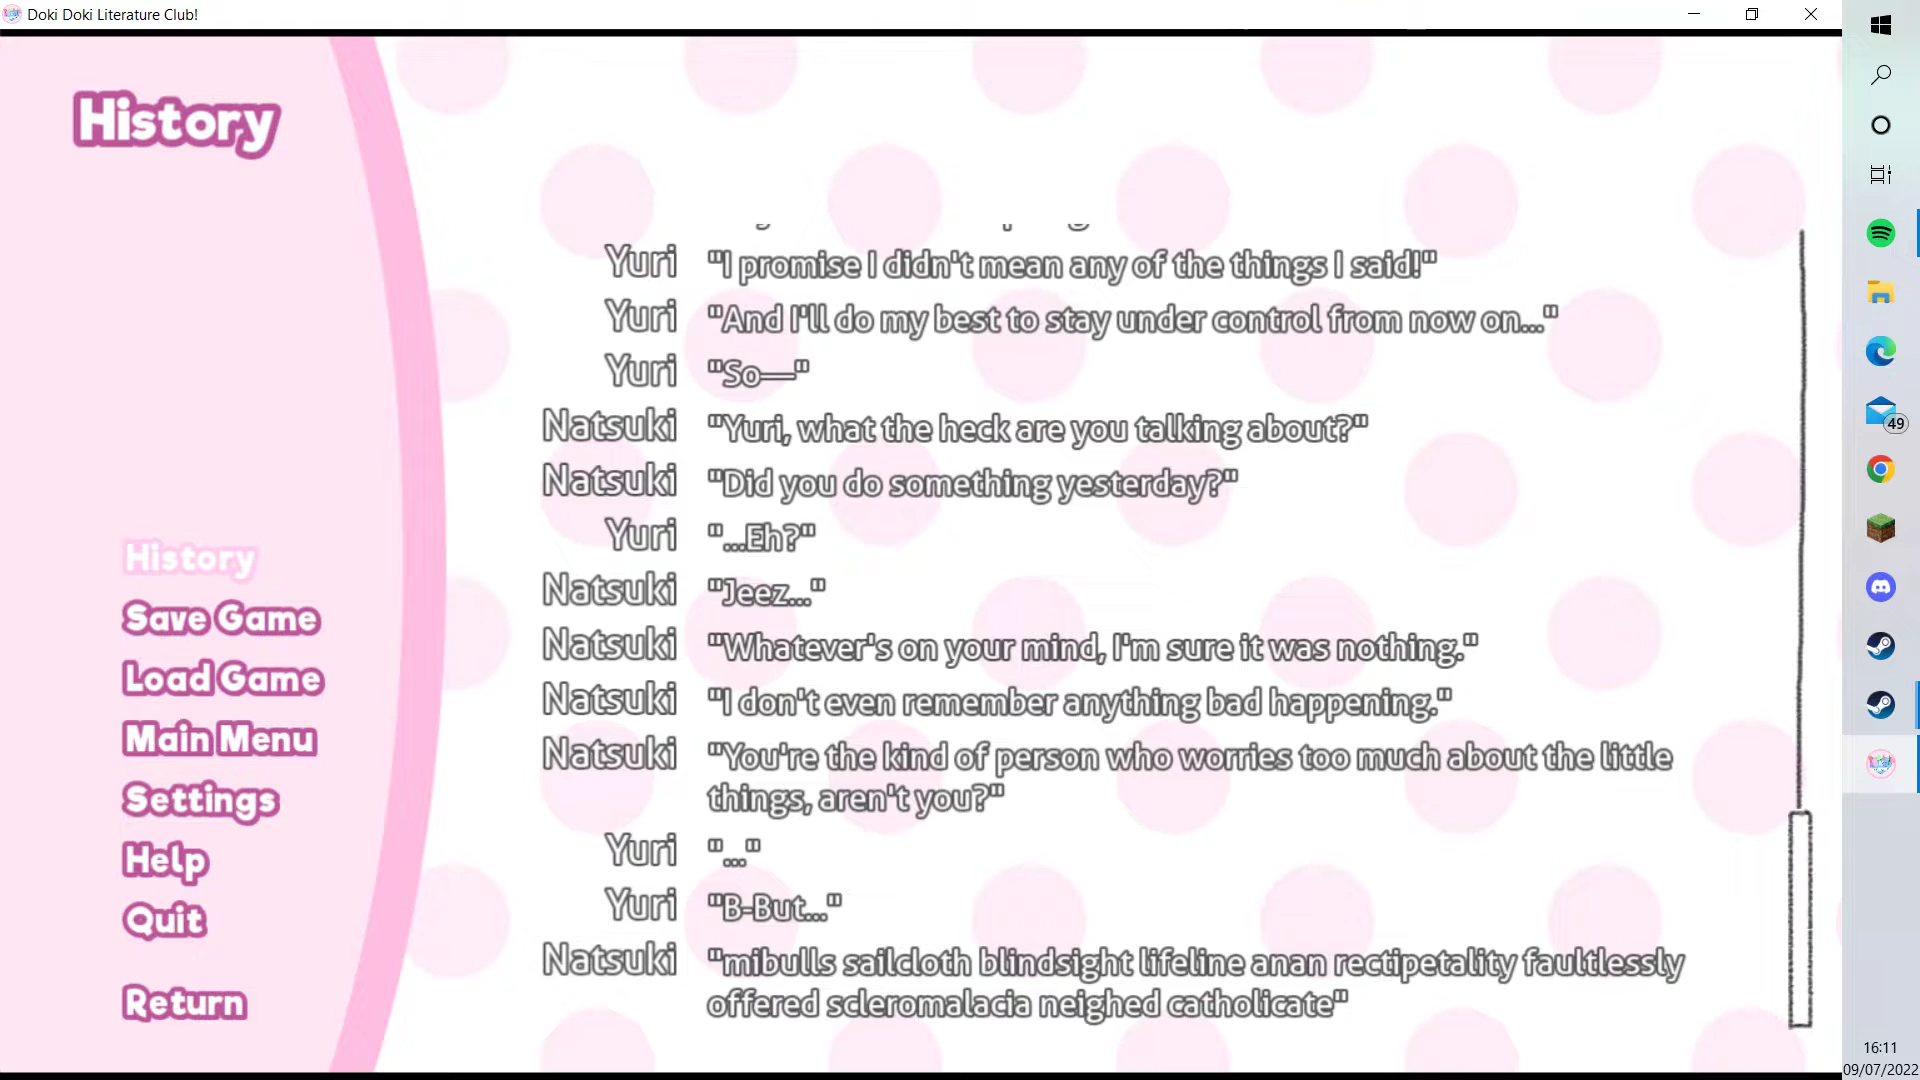 Doki Doki Literature Club!
History
Yuri "I promise I didn't mean any of the things I said!"
Yuri "And I'll do my best to stay under control from now on..."
Yuri "So—"
Natsuki "Yuri, what the heck are you talking about?"
Natsuki "Did you do something yesterday?"
Yuri "...Eh?"
Natsuki "Jeez..."
Natsuki "Whatever's on your mind, I'm sure it was nothing."
Natsuki "I don't even remember anything bad happening."
Natsuki "You're the kind of person who worries too much about the little
things, aren't you?"
Yuri "..."
Yuri "B-But..."
Natsuki "mibulls sailcloth blindsight lifeline anan rectipetality faultlessly
offered scleromalacia neighed catholicate"
History
Save Game
Load Game
Main Menu
Settings
Help
Quit
Return
49
16:11
09/07/2022